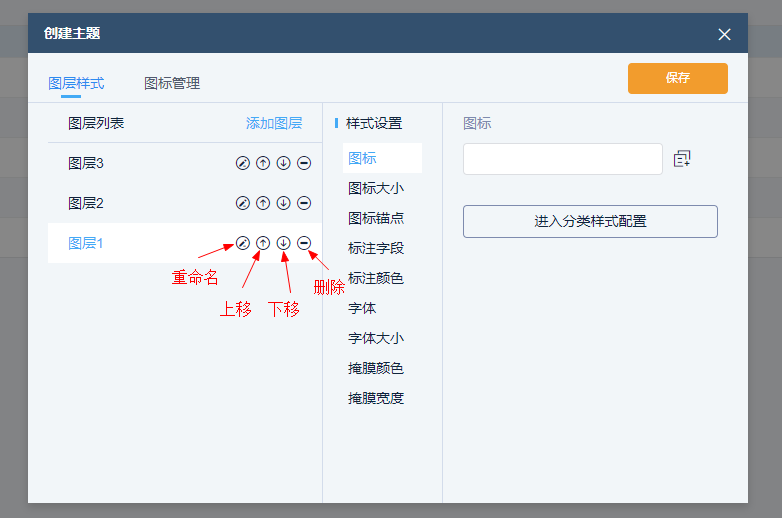 创建主题
图层样式
图标管理
保存
图层列表
添加图层
图层3
图层2
图层1
重命名
上移
下移
删除
样式设置
图标
图标大小
图标锚点
标注字段
标注颜色
字体
字体大小
掩膜颜色
掩膜宽度
图标
进入分类样式配置